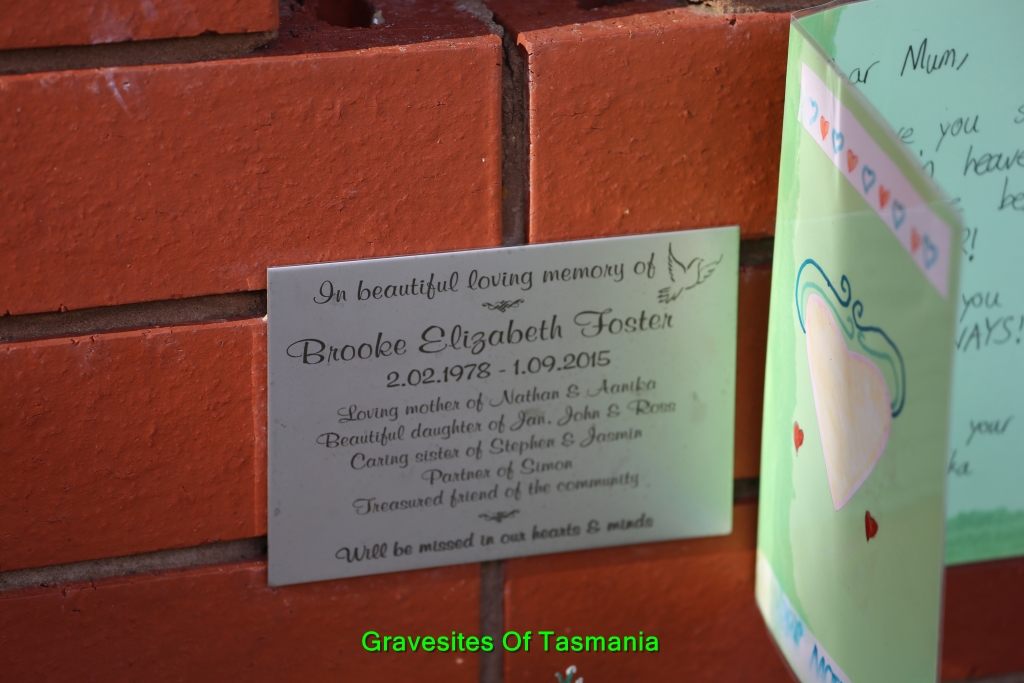 In beautiful loving memory of
Brooke Elizabeth Foster
2.02.1978 - 1.09.2015
Loving mother of Nathan & Aanika
Beautiful daughter of Jan, John & Ross
Caring sister of Stephen & Jasmin
Partner of Simon
Treasured friend of the community
Will be missed in our hearts & minds
Mum,
you
you
your
Gravesites Of Tasmania